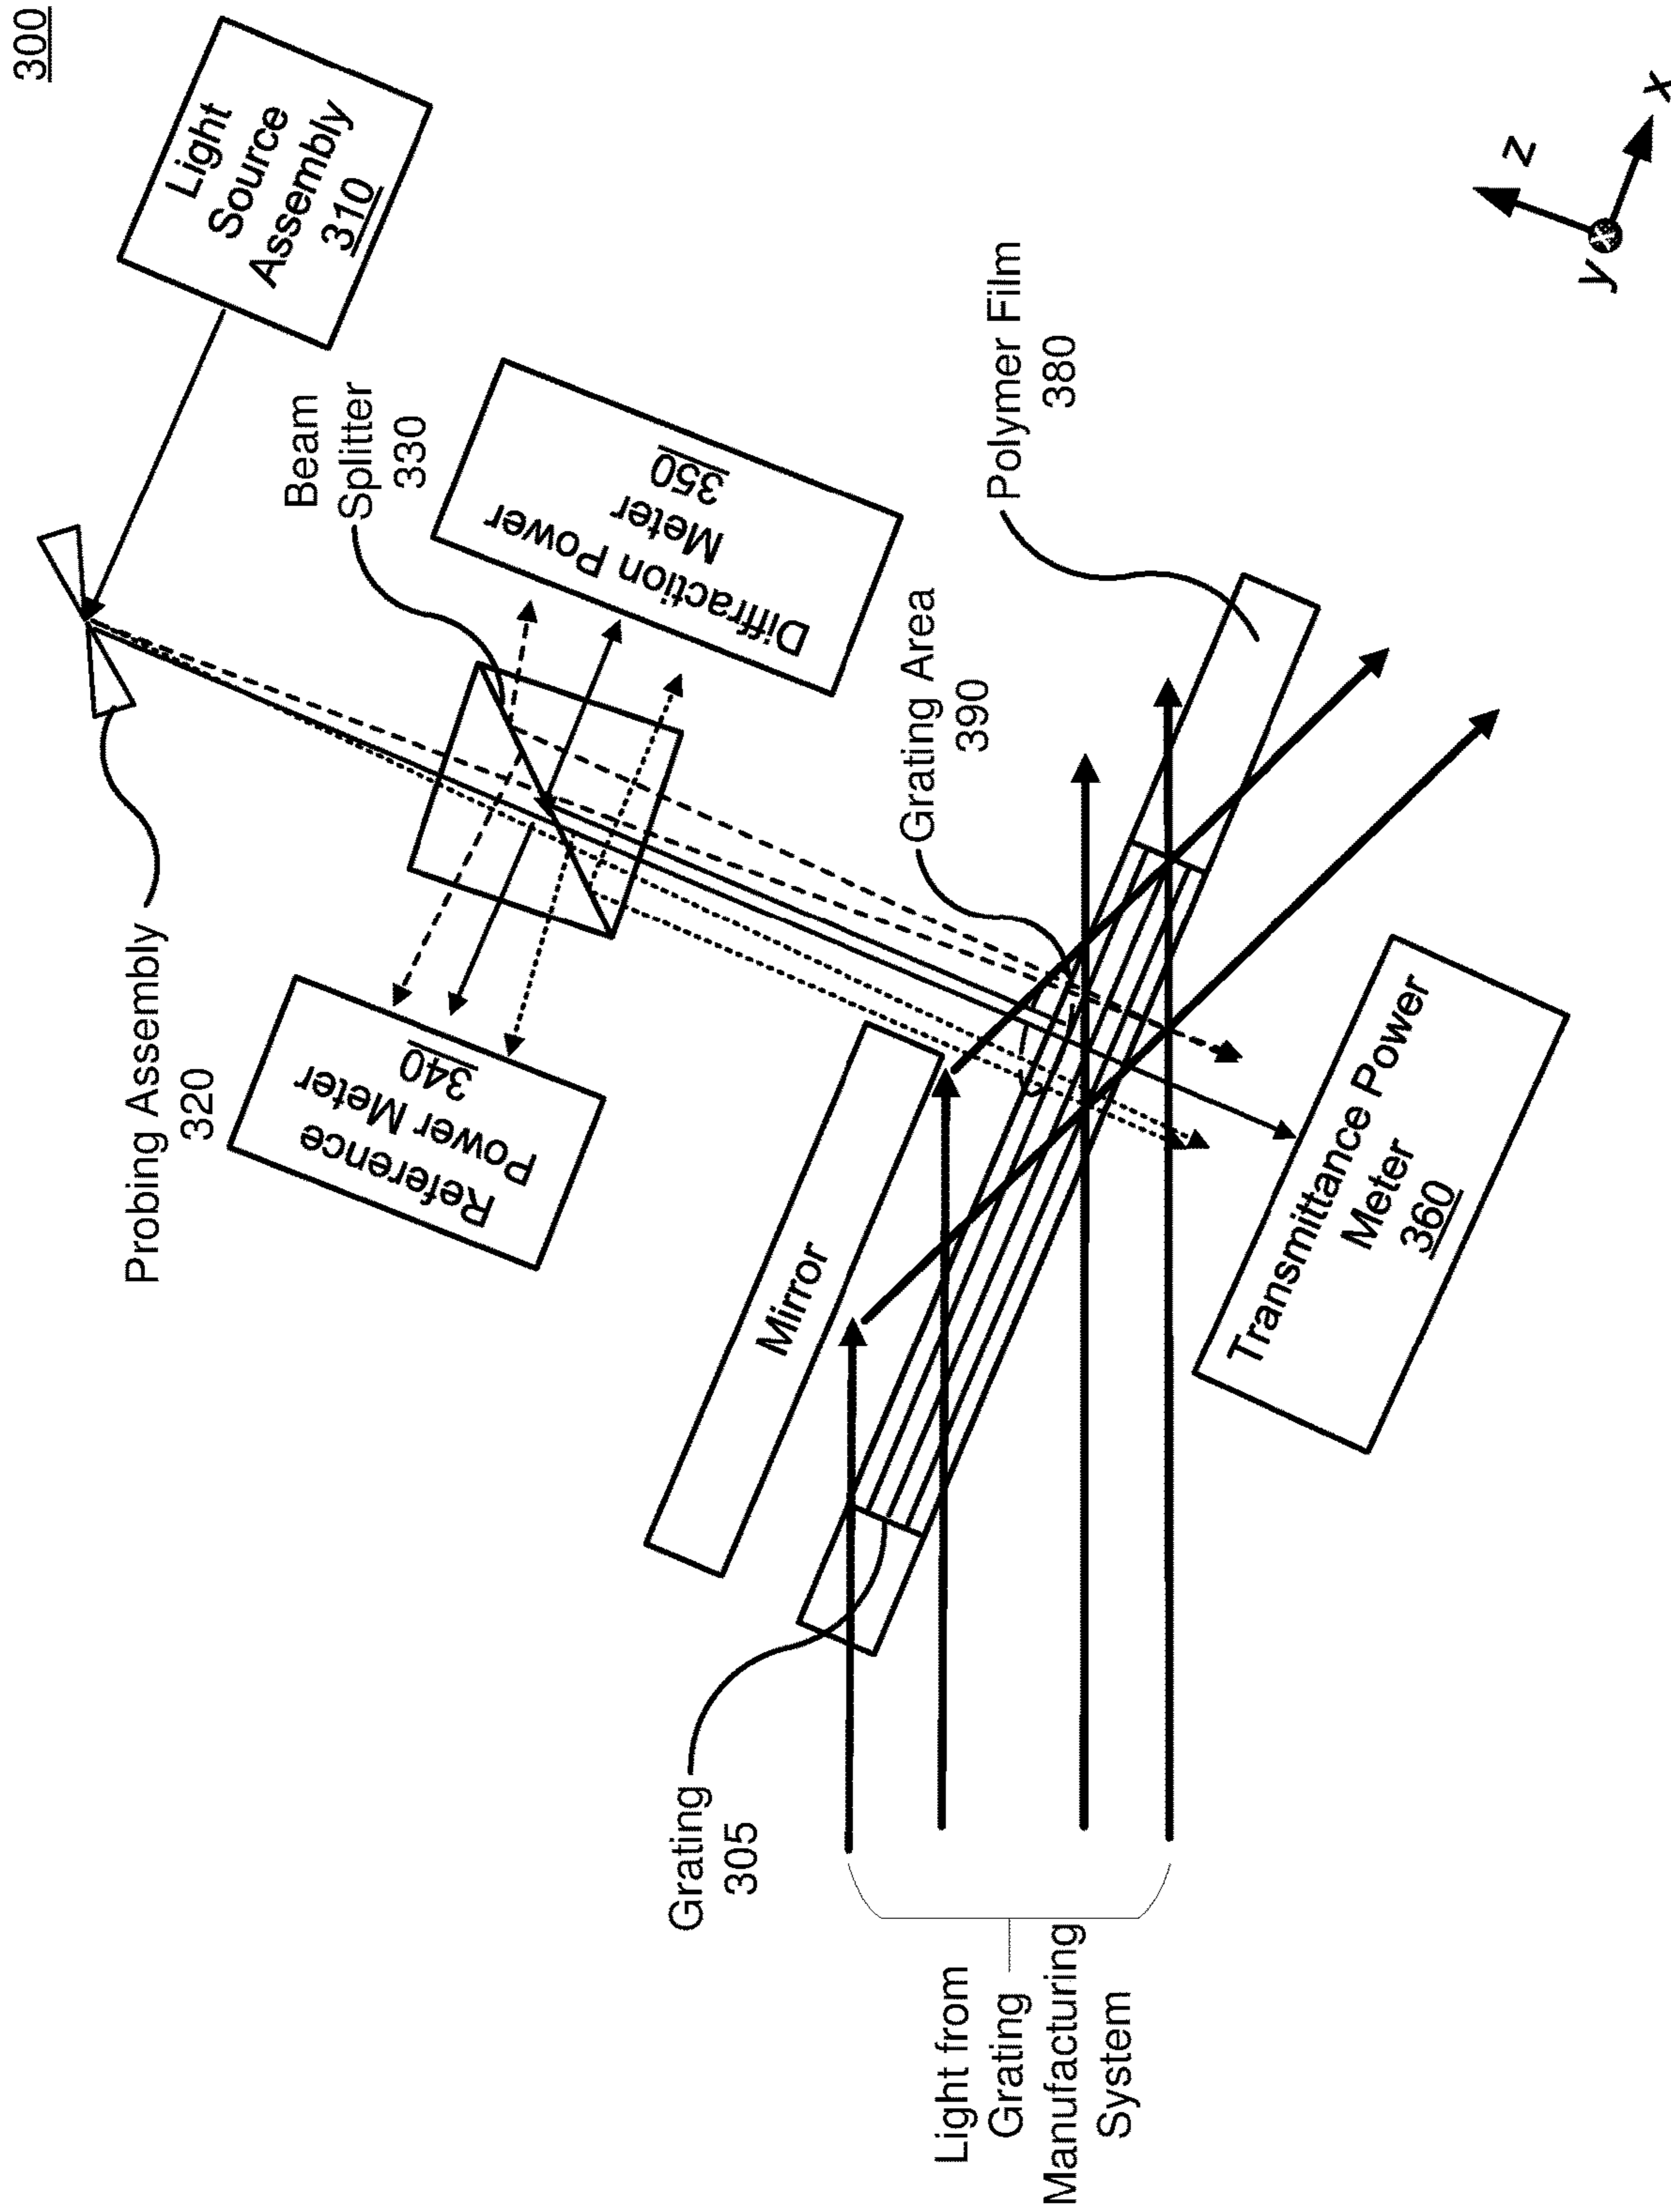 300
Light
Source
Assembly
310
Probing Assembly
320
Beam
Splitter
330
Reference
Power Meter
340
Diffraction Power
Meter
350
Mirror
Grating Area
390
Polymer Film
380
Grating
305
Light from
Grating
Manufacturing
System
Transmittance Power
Meter
360
z
x
y